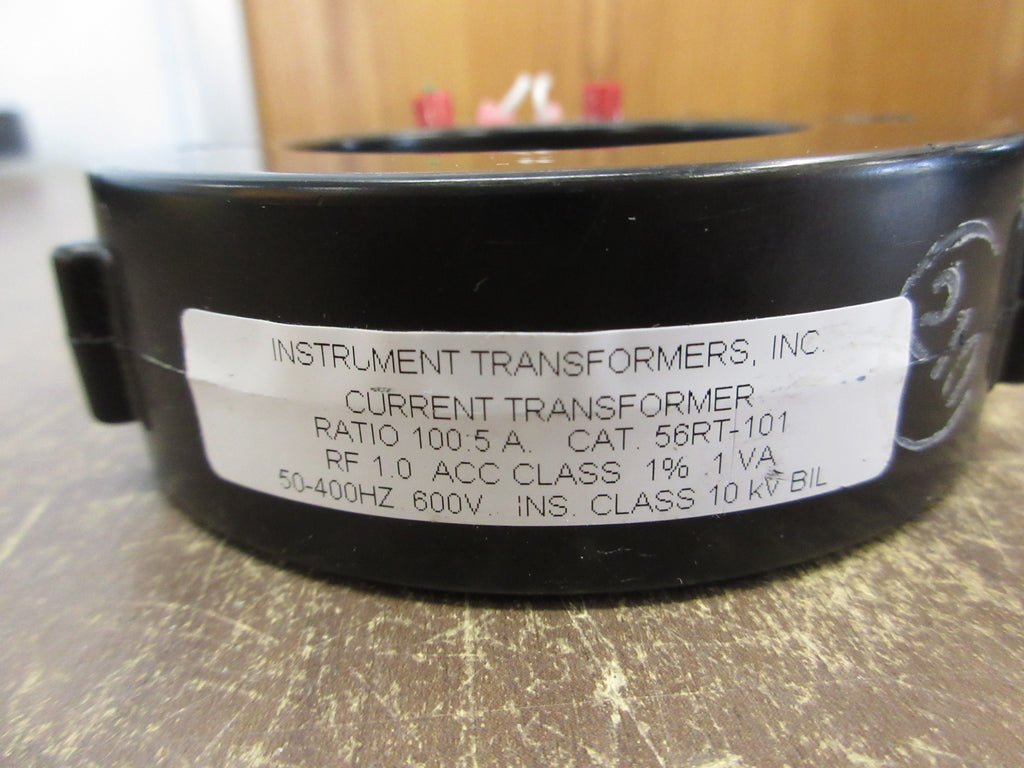 INSTRUMENT TRANSFORMERS, INC.
CURRENT TRANSFORMER
RATIO 100:5 A. CAT. 56RT-101
RF 1.0 ACC CLASS 1% 1 VA
50-400HZ 600V. INS. CLASS 10 kV BIL